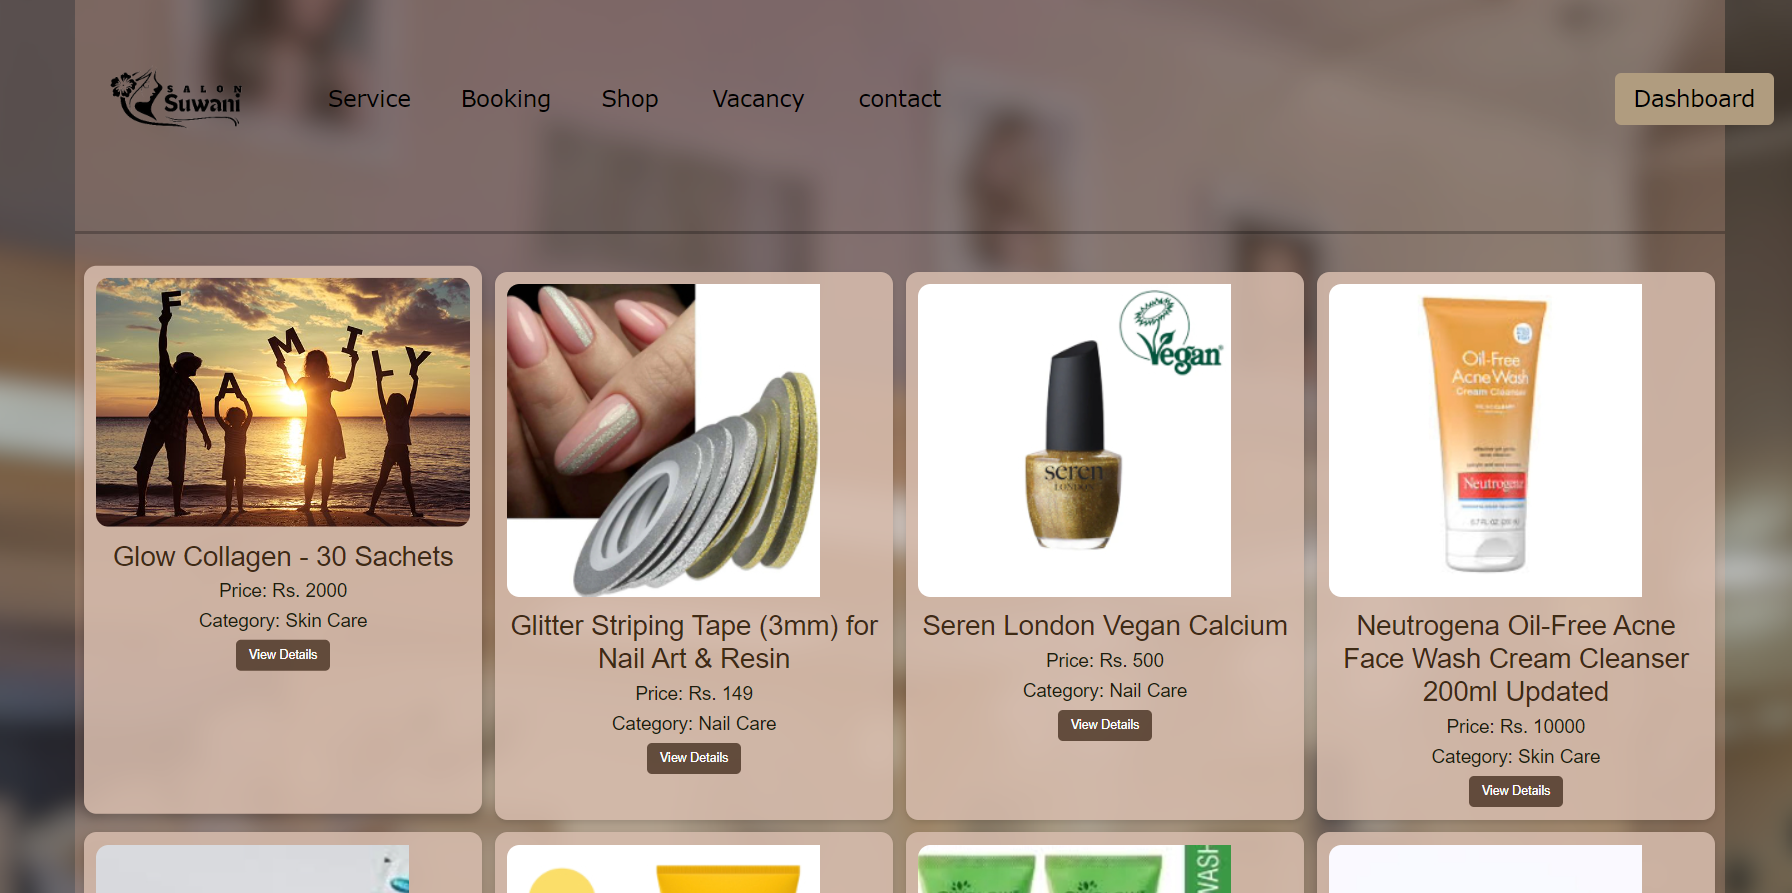 SALON
Suwani
Service
Booking
Shop
Vacancy
contact
Dashboard
F
A
M
I
L
Y
Glow Collagen - 30 Sachets
Price: Rs. 2000
Category: Skin Care
View Details
Glitter Striping Tape (3mm) for
Nail Art & Resin
Price: Rs. 149
Category: Nail Care
View Details
Vegan
seren
LONDON
Seren London Vegan Calcium
Price: Rs. 500
Category: Nail Care
View Details
Oil-Free
Acne Wash
Cream Cleanser
Neutrogena
Neutrogena Oil-Free Acne
Face Wash Cream Cleanser
200ml Updated
Price: Rs. 10000
Category: Skin Care
View Details
WASH